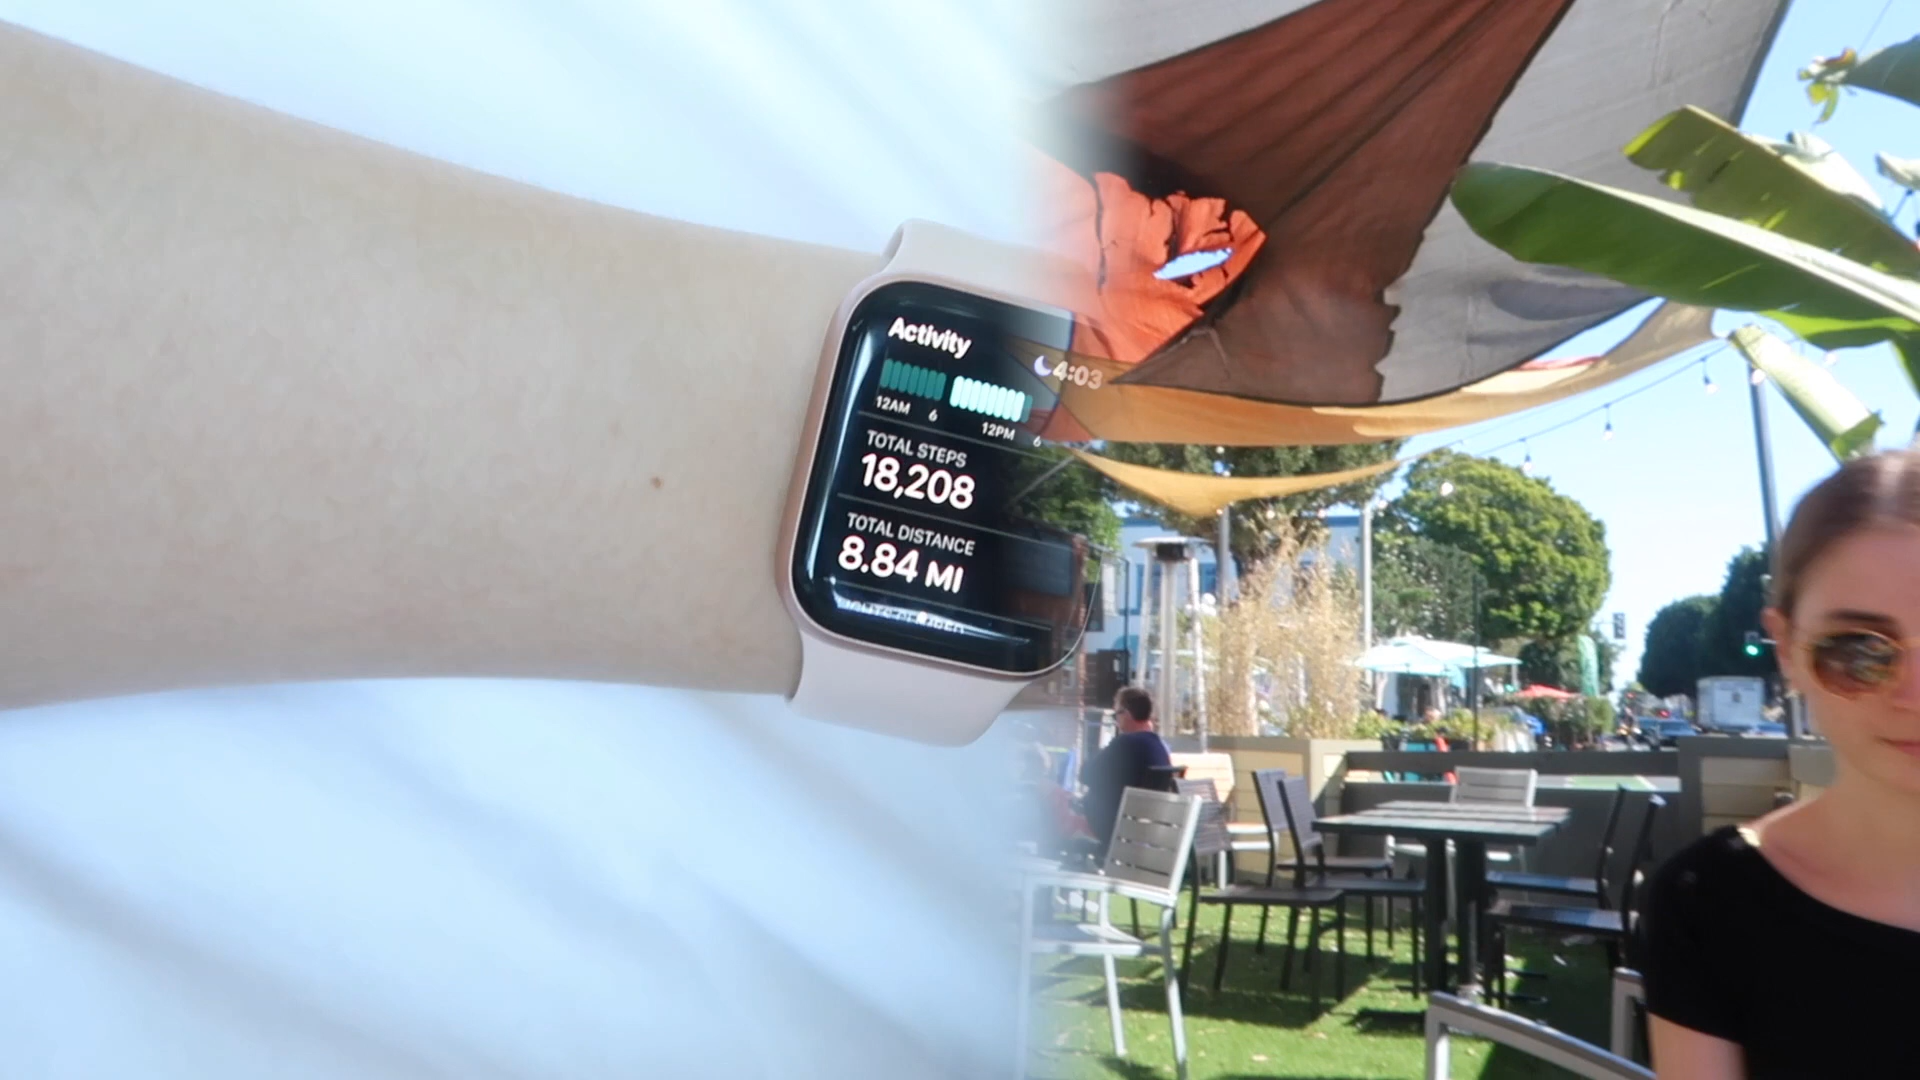 Activity
4:03
12AM 6 12PM 6
TOTAL STEPS
18,208
TOTAL DISTANCE
8.84 MI